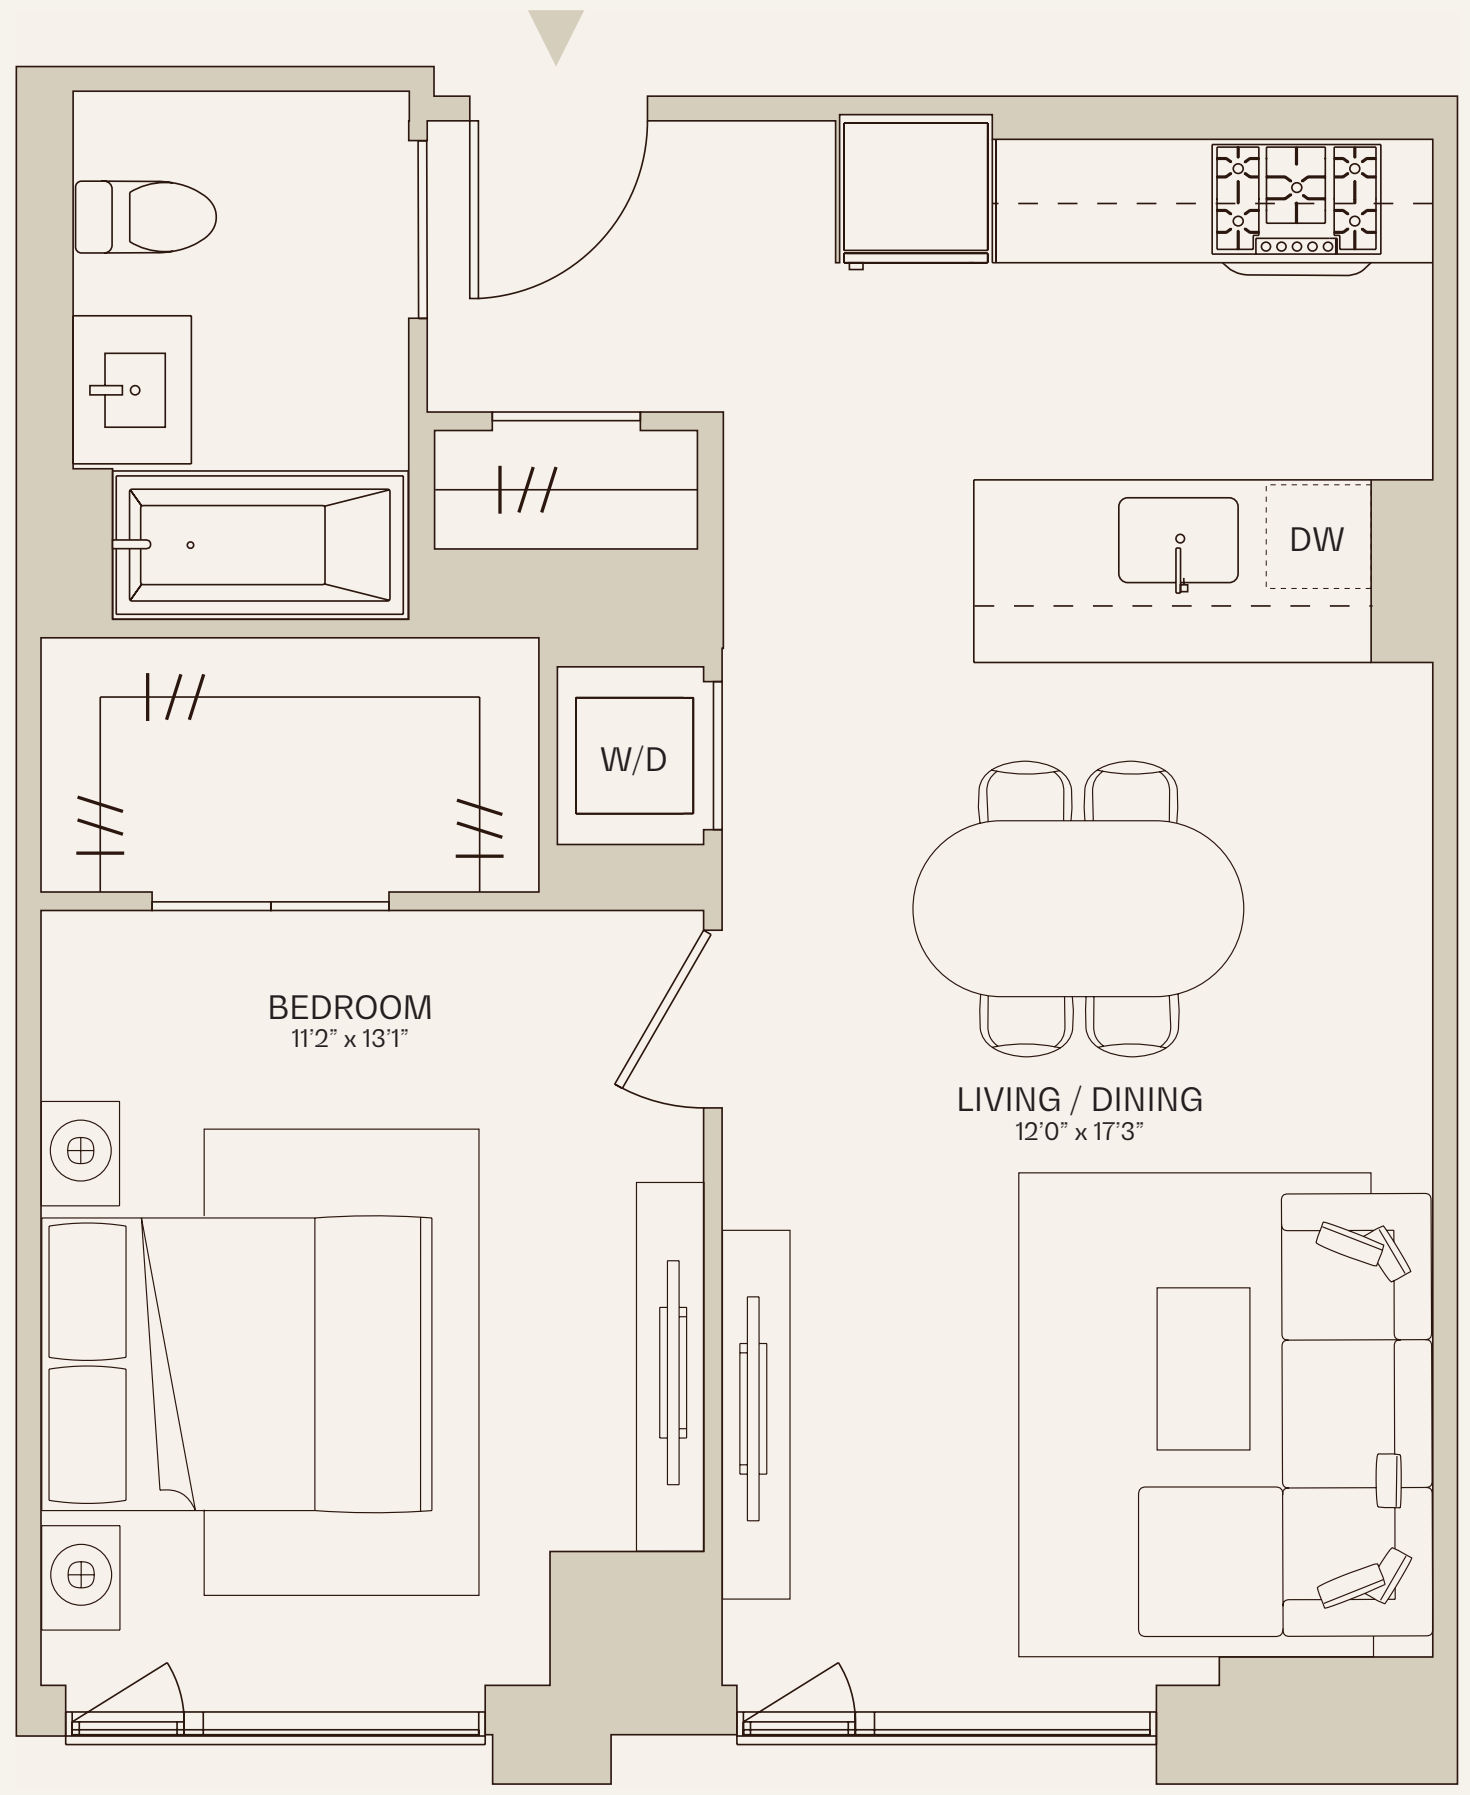 DW
W/D
BEDROOM
11’2” x 13’1”
LIVING / DINING
12’0” x 17’3”